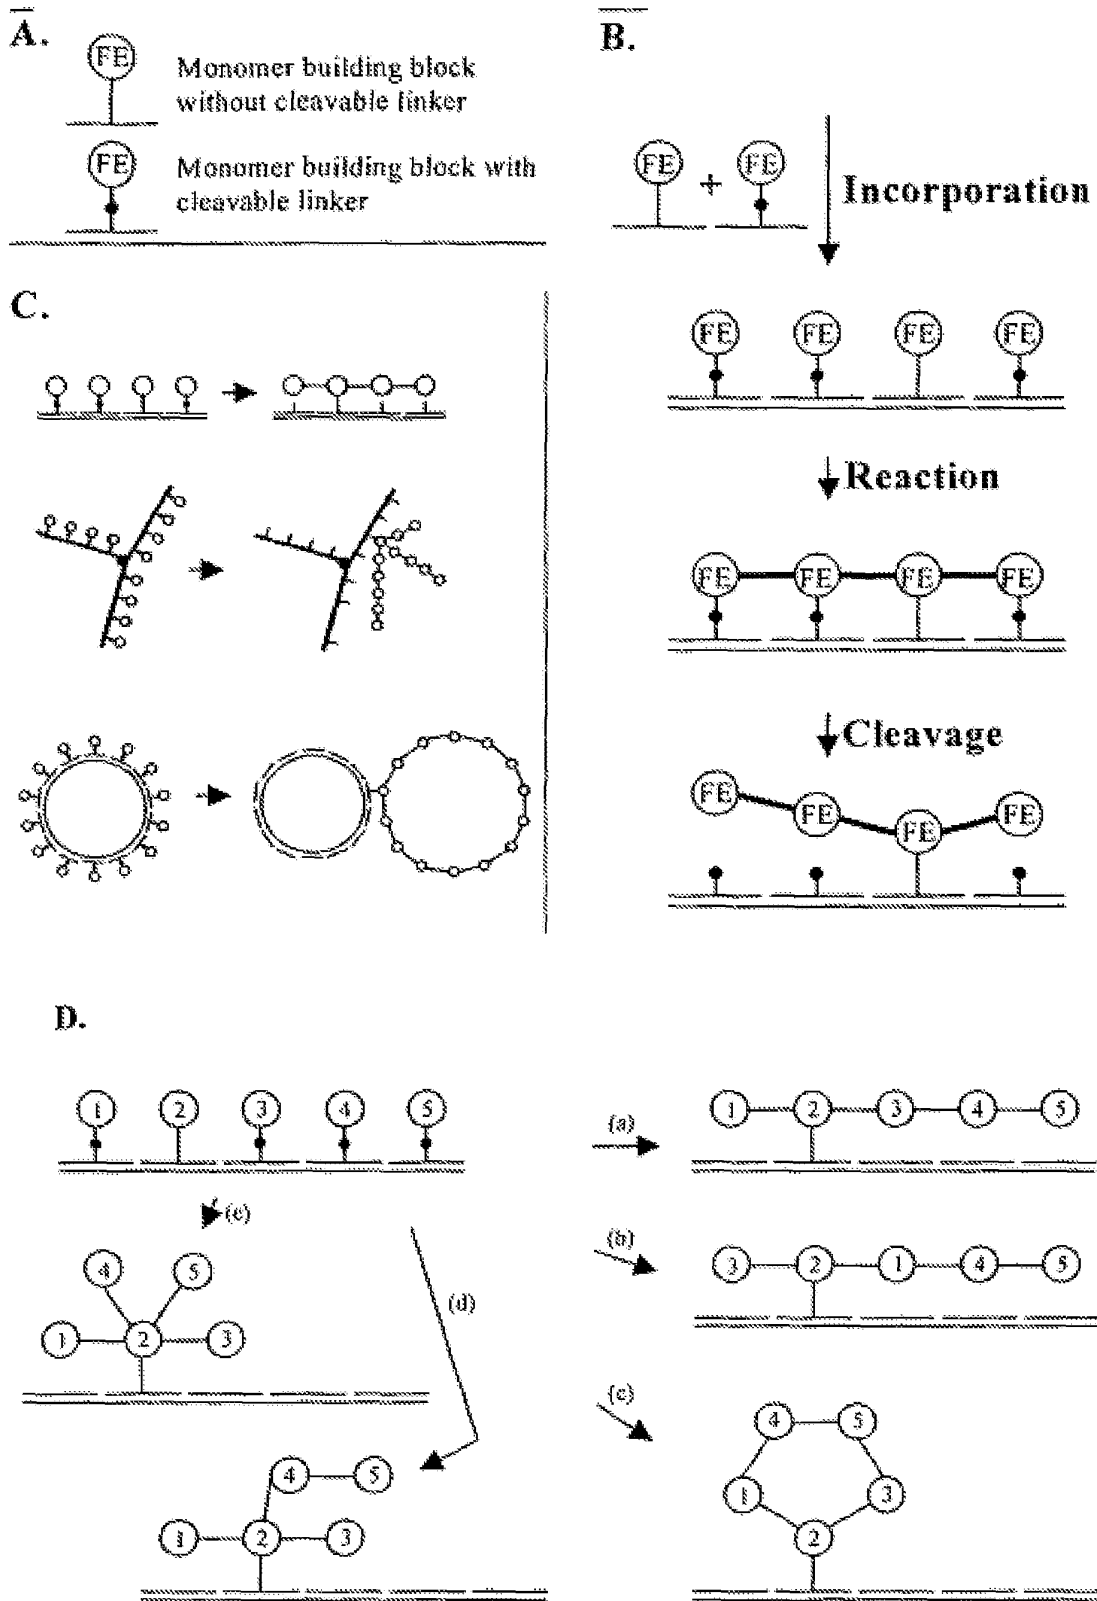 A.
FE
Monomer building block
without cleavable linker
FE
Monomer building block with
cleavable linker
B.
FE + FE
Incorporation
FE FE FE FE
Reaction
FE FE FE FE
Cleavage
FE FE FE FE
C.
D.
1 2 3 4 5
(a)
1 2 3 4 5
(b)
3 2 1 4 5
(c)
4 5
1 3
2
(d)
4 5
1 2 3
(e)
4 5
1 2 3